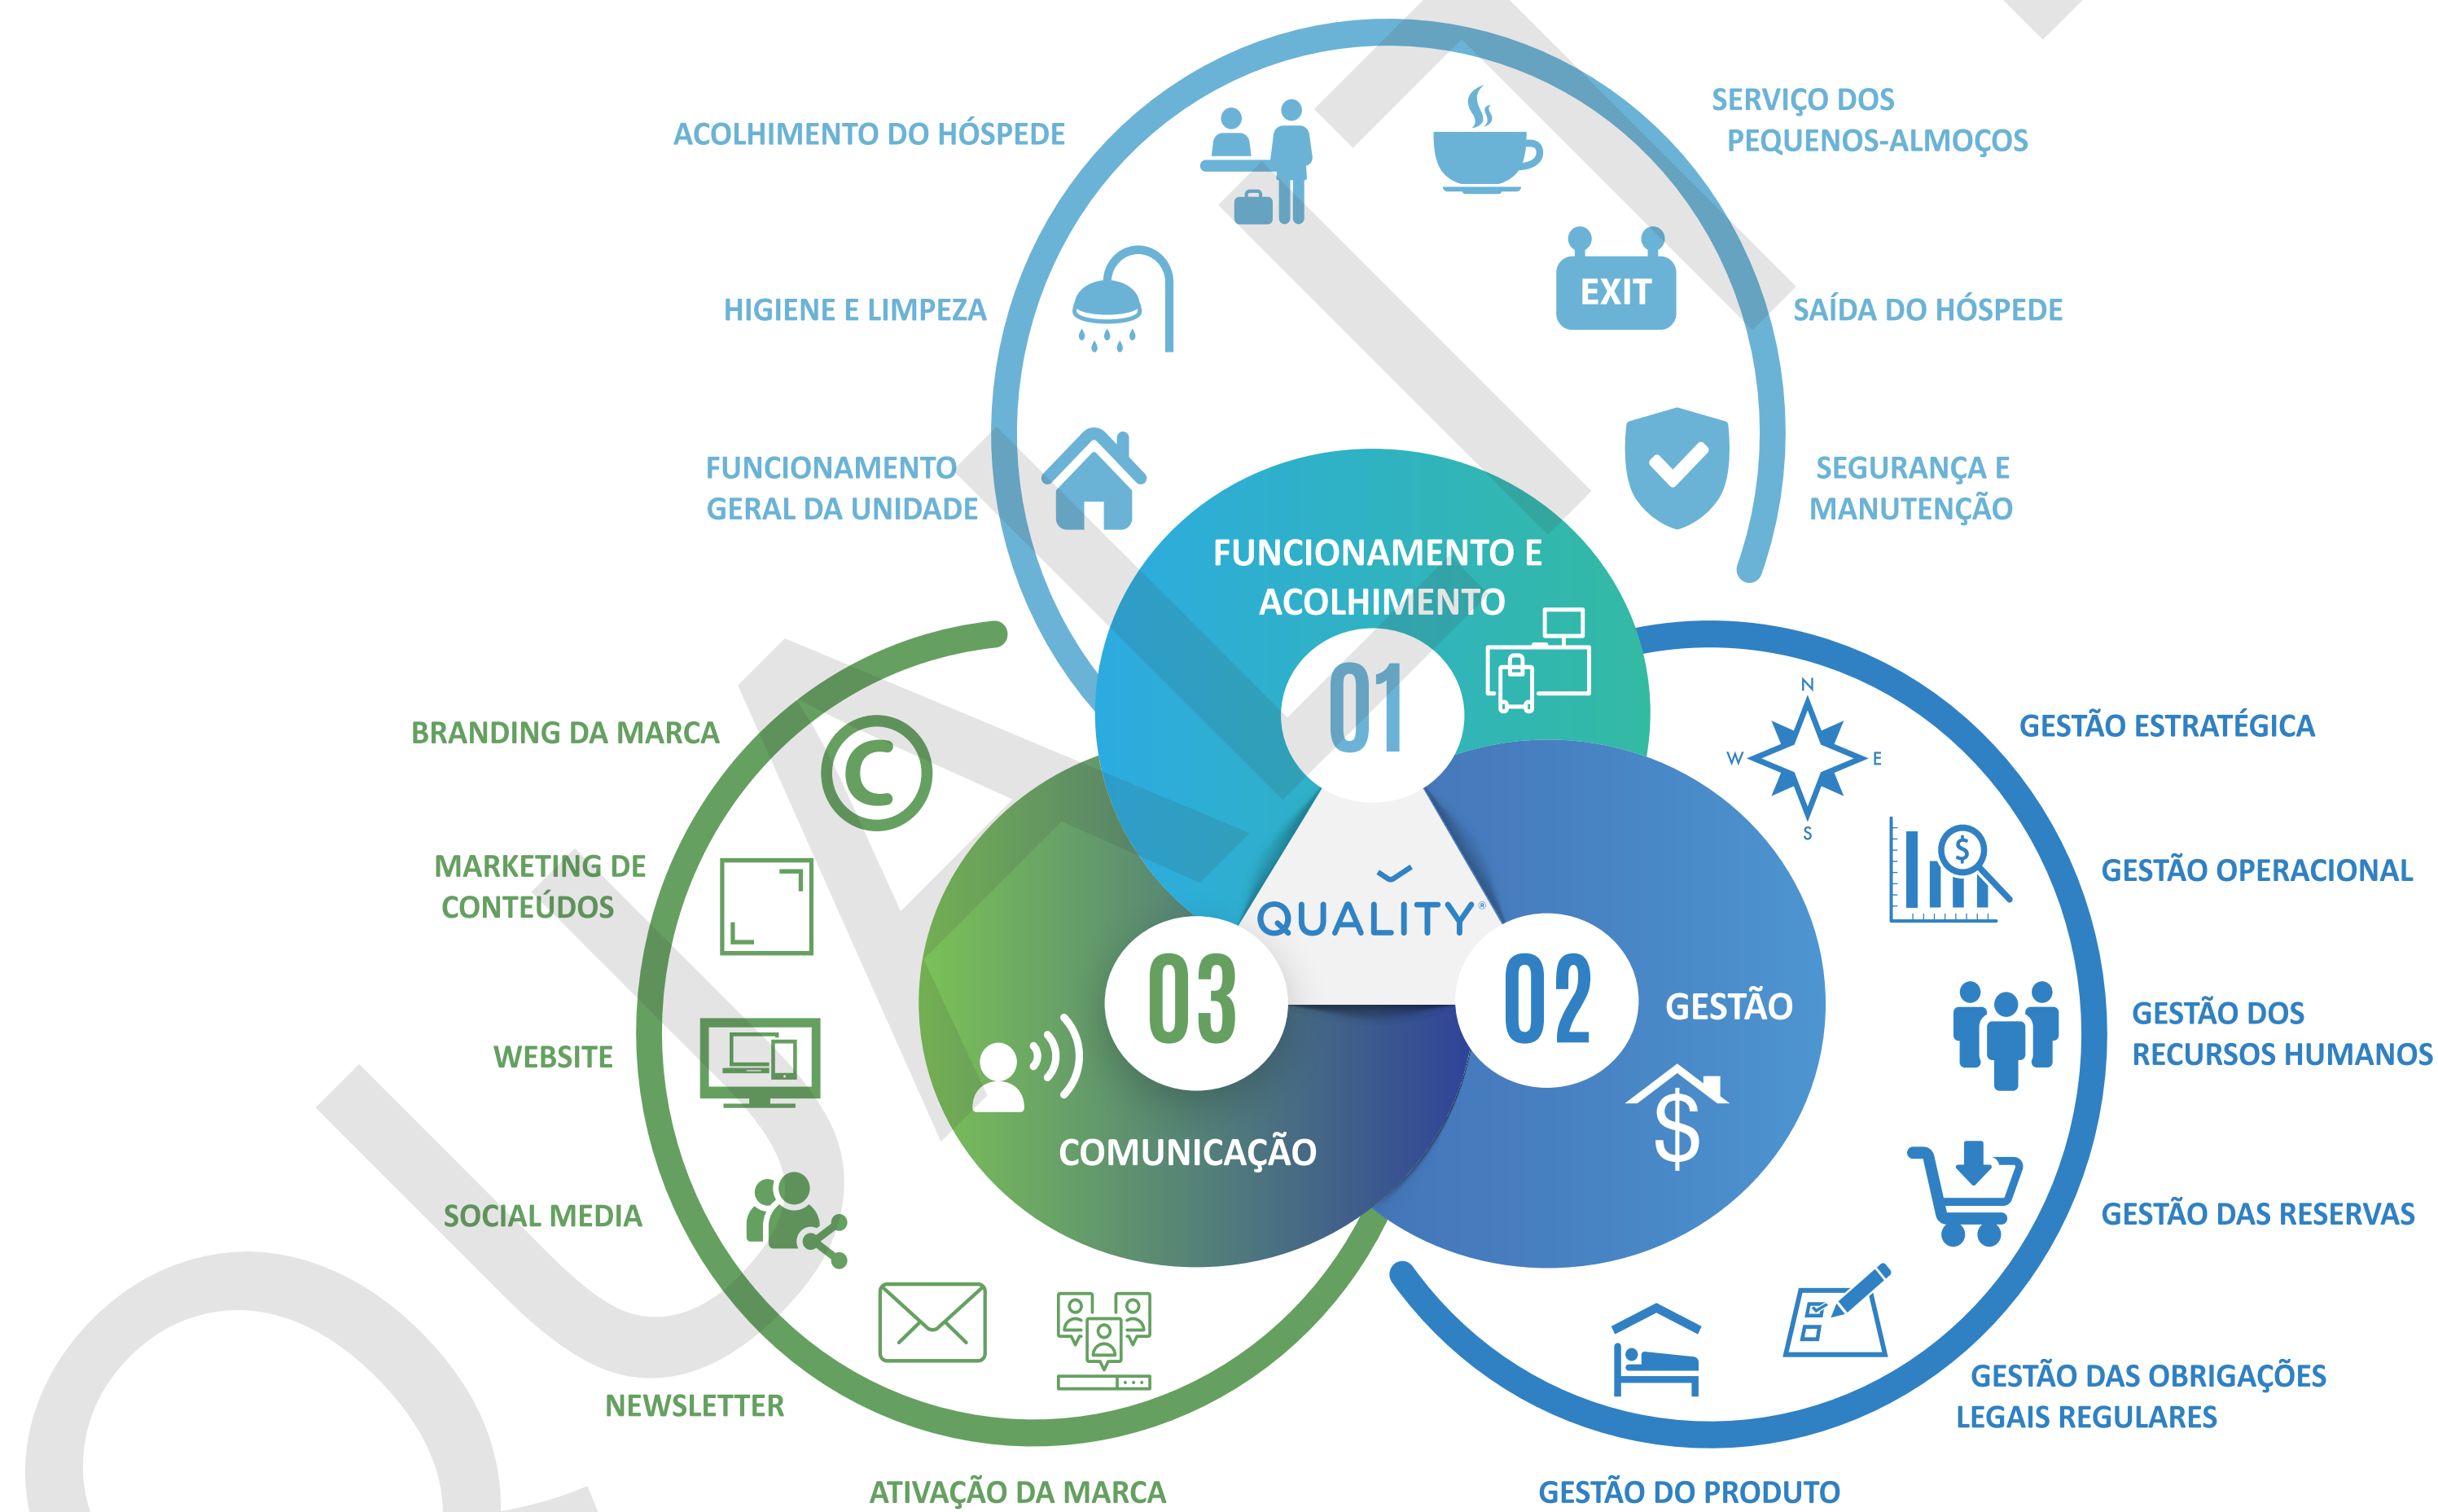 ACOLHIMENTO DO HÓSPEDE
SERVIÇO DOS
PEQUENOS-ALMOÇOS
HIGIENE E LIMPEZA
EXIT
SAÍDA DO HÓSPEDE
FUNCIONAMENTO
GERAL DA UNIDADE
SEGURANÇA E
MANUTENÇÃO
FUNCIONAMENTO E
ACOLHIMENTO
01
BRANDING DA MARCA
C
N
W
E
S
GESTÃO ESTRATÉGICA
MARKETING DE
CONTEÚDOS
QUALITY®
$
GESTÃO OPERACIONAL
03
02
GESTÃO
WEBSITE
GESTÃO DOS
RECURSOS HUMANOS
$
COMUNICAÇÃO
SOCIAL MEDIA
GESTÃO DAS RESERVAS
NEWSLETTER
GESTÃO DAS OBRIGAÇÕES
LEGAIS REGULARES
ATIVAÇÃO DA MARCA
GESTÃO DO PRODUTO